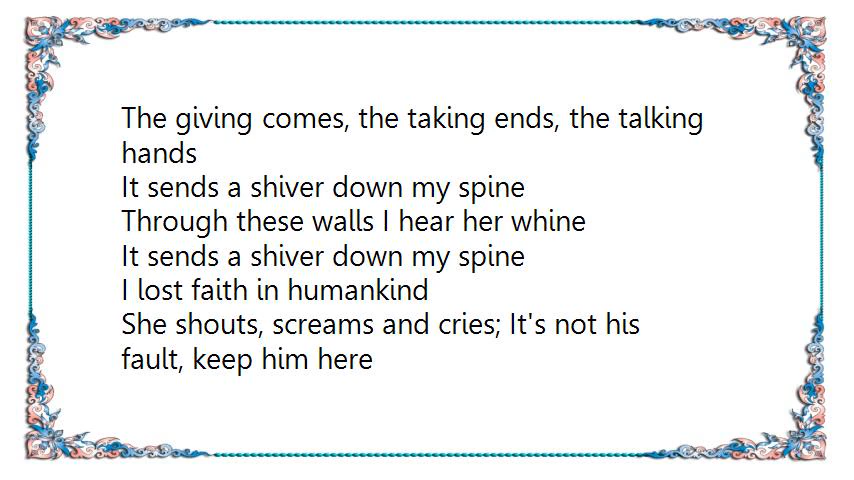 The giving comes, the taking ends, the talking
hands
It sends a shiver down my spine
Through these walls I hear her whine
It sends a shiver down my spine
I lost faith in humankind
She shouts, screams and cries; It's not his
fault, keep him here